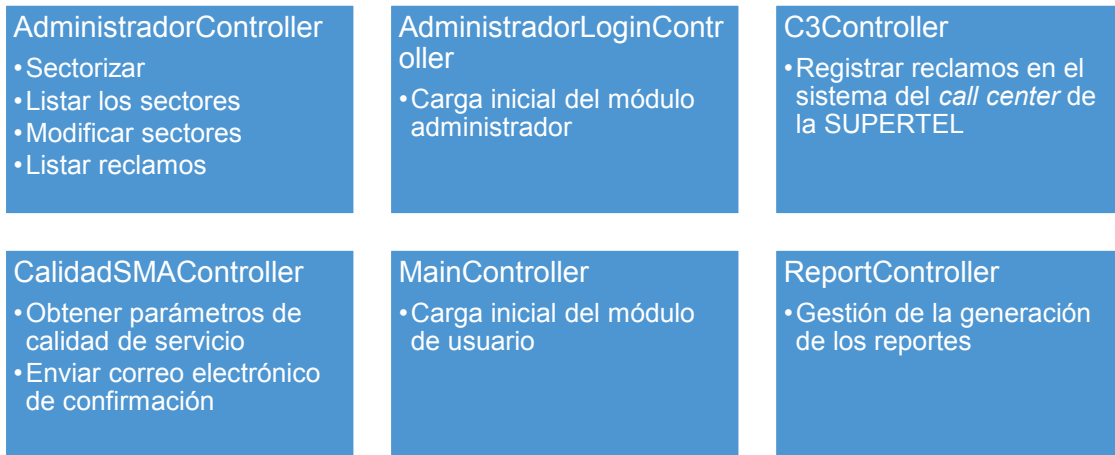 AdministradorController
•Sectorizar
•Listar los sectores
•Modificar sectores
•Listar reclamos
AdministradorLoginContr
oller
•Carga inicial del módulo
administrador
C3Controller
•Registrar reclamos en el
sistema del call center de
la SUPERTEL
CalidadSMAController
•Obtener parámetros de
calidad de servicio
•Enviar correo electrónico
de confirmación
MainController
•Carga inicial del módulo
de usuario
ReportController
•Gestión de la generación
de los reportes